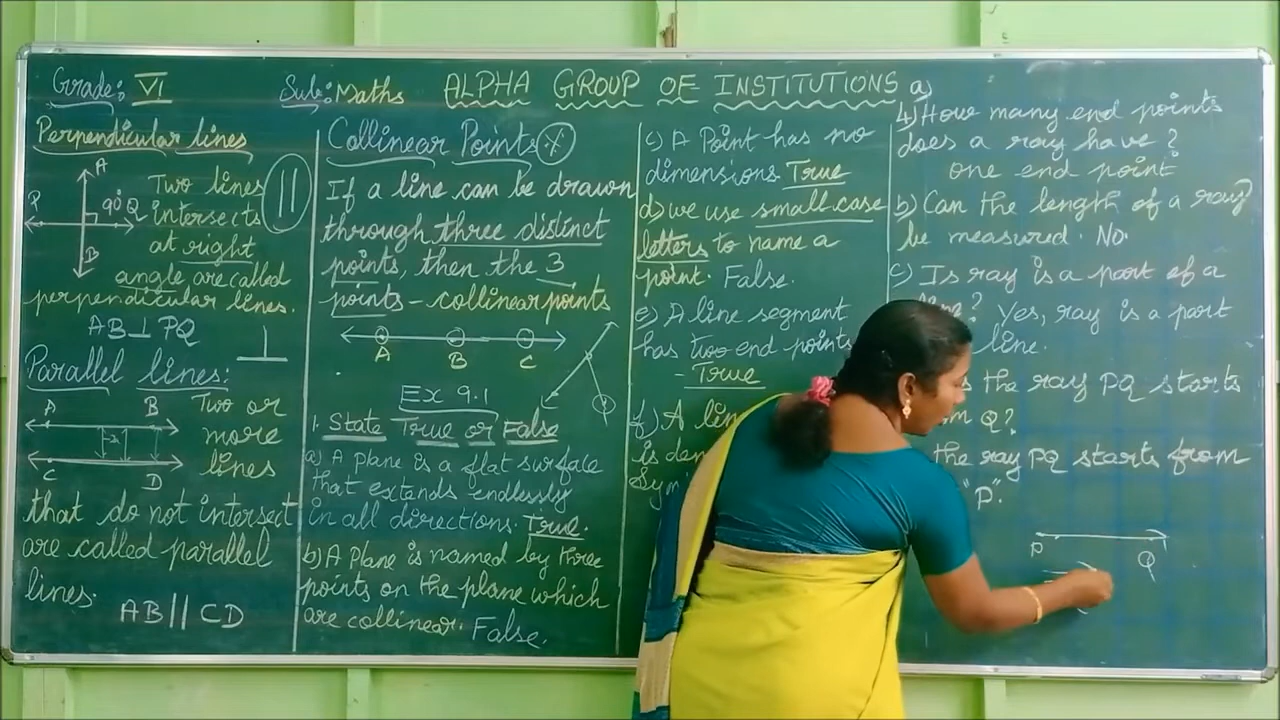 Grade: VI Sub: Maths ALPHA GROUP OF INSTITUTIONS
Perpendicular lines
A
P 90° Q
B
Two lines
intersects
at right
angle are called
perpendicular lines.
AB ⊥ PQ
Parallel lines:
A B
C D
Two or
more
lines
that do not intersect
are called parallel
lines.
AB || CD
Collinear Points
If a line can be drawn
through three distinct
points, then the 3
points - collinear points
A B C
Ex 9.1
1. State True or False
a) A plane is a flat surface
that extends endlessly
in all directions. True.
b) A Plane is named by three
points on the plane which
are collinear. False.
c) A Point has no
dimensions True
d) we use small case
letters to name a
point. False.
e) A line segment
has two end points
- True
f) A
is
a)
4) How many end points
does a ray have?
one end point
b) Can the length of a ray
be measured. No.
c) Is ray is a part of a
line? Yes, ray is a part
line.
the ray PQ starts
Q?
the ray PQ starts from
"P".
P Q